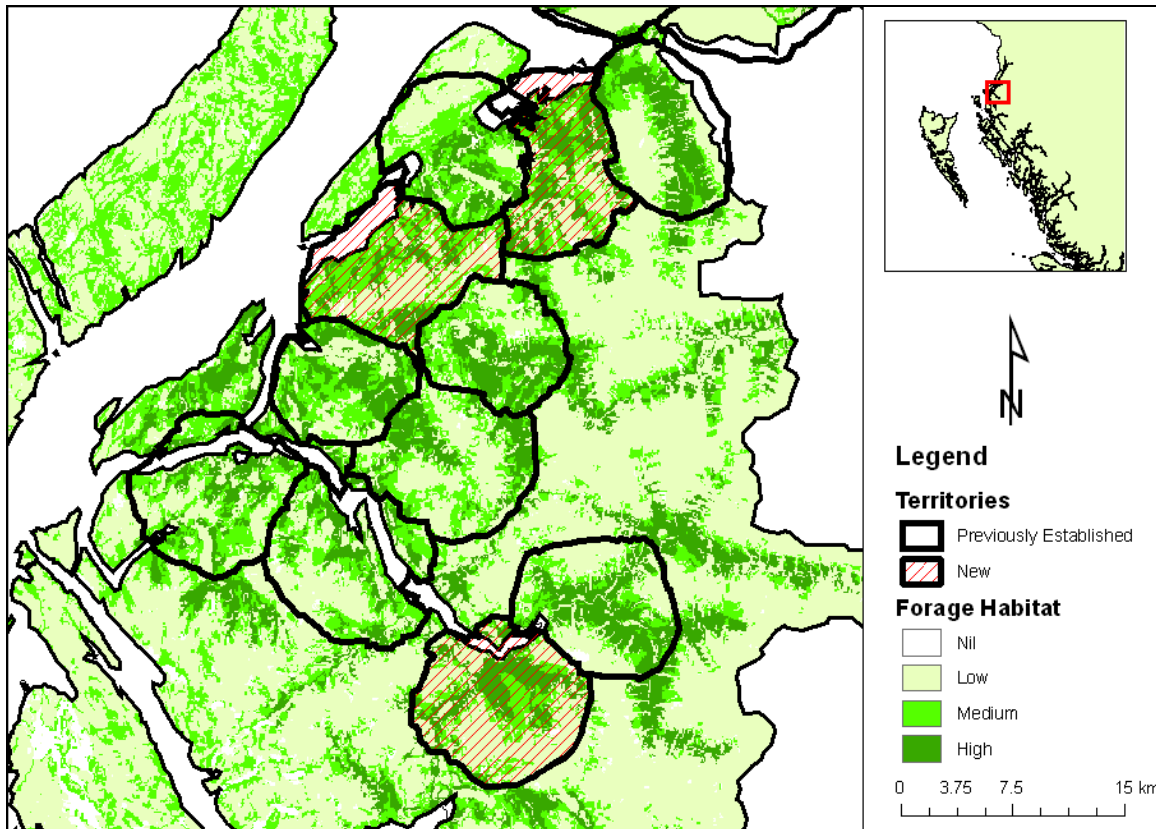 N
Legend
Territories
Previously Established
New
Forage Habitat
Nil
Low
Medium
High
0 3.75 7.5 15 km